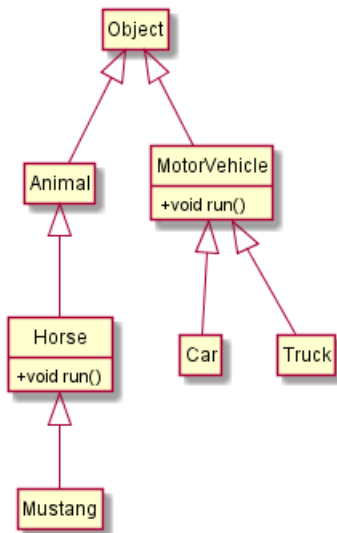 Object
Animal
MotorVehicle
+void run()
Horse
+void run()
Car
Truck
Mustang